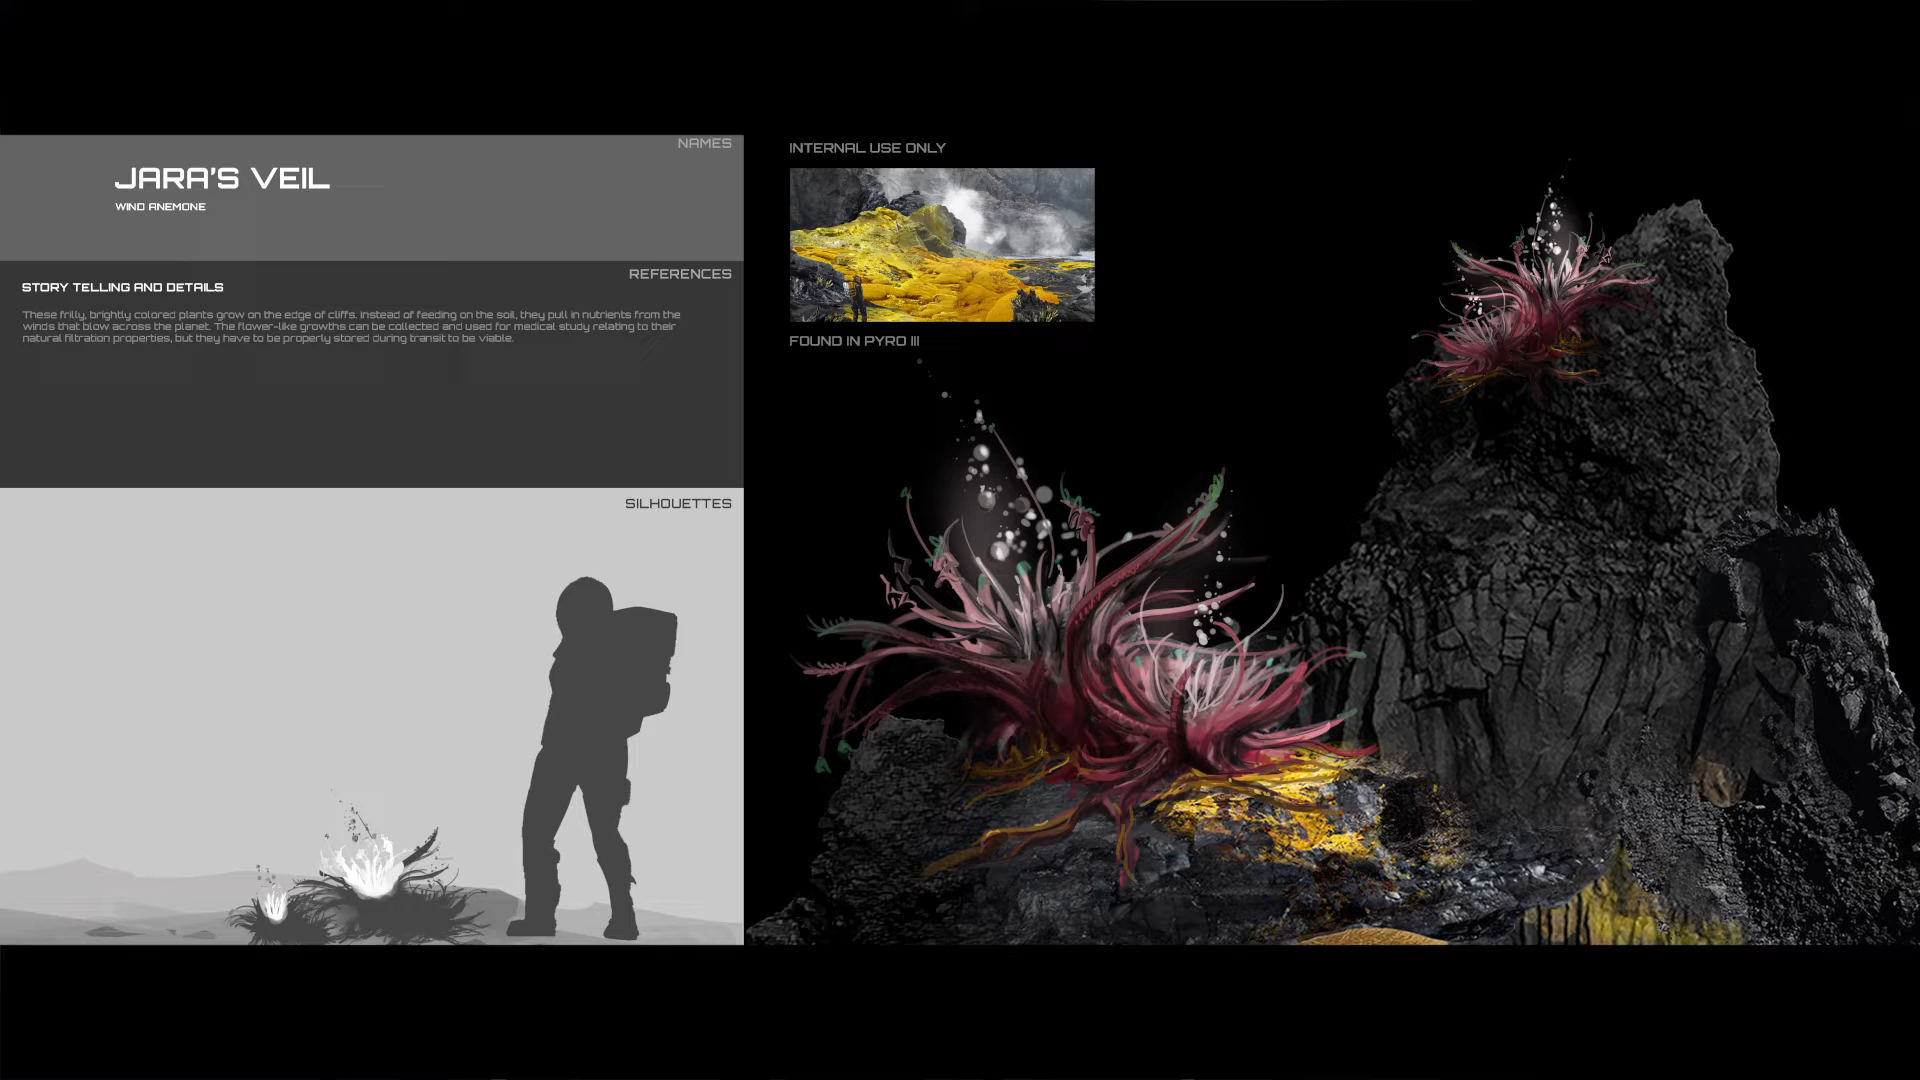 NAMES
JARA'S VEIL
WIND ANEMONE
REFERENCES
STORY TELLING AND DETAILS
These frilly, brightly colored plants grow on the edge of cliffs. Instead of feeding on the soil, they pull in nutrients from the
winds that blow across the planet. The flower-like growths can be collected and used for medical study relating to their
natural filtration properties, but they have to be properly stored during transit to be viable.
SILHOUETTES
INTERNAL USE ONLY
FOUND IN PYRO III